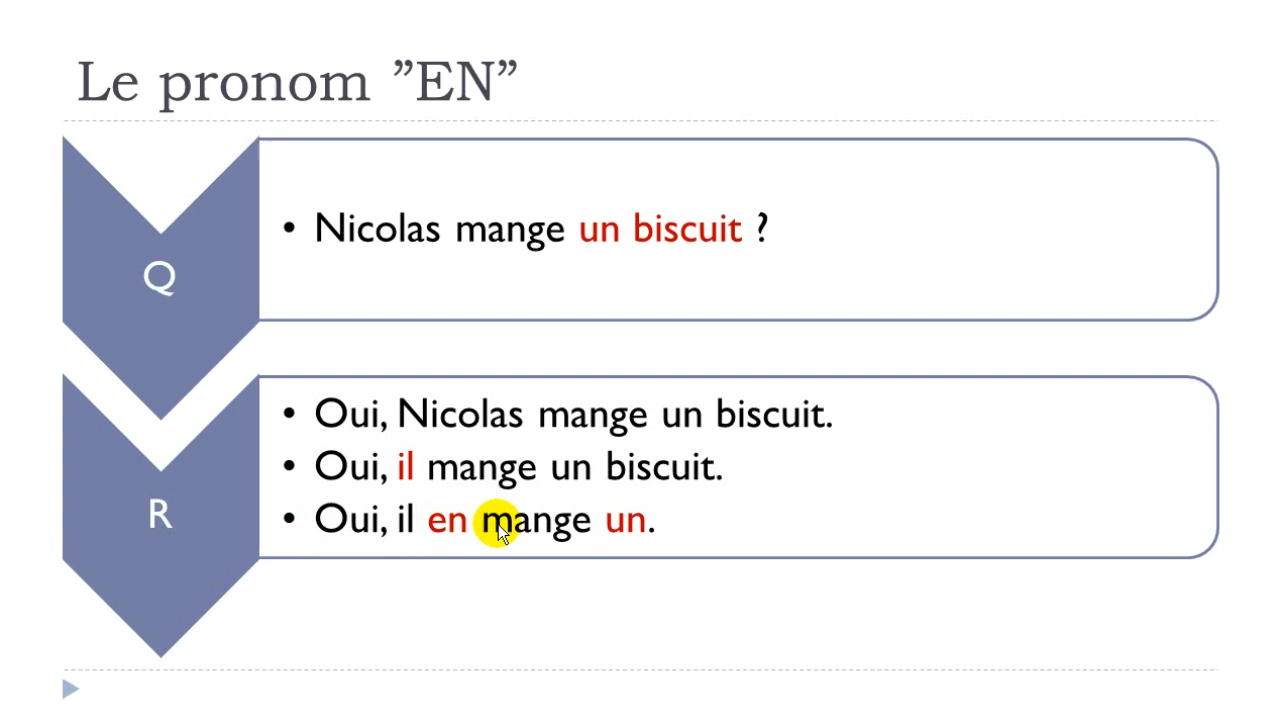 Le pronom ”EN”
Q
• Nicolas mange un biscuit ?
R
• Oui, Nicolas mange un biscuit.
• Oui, il mange un biscuit.
• Oui, il en mange un.